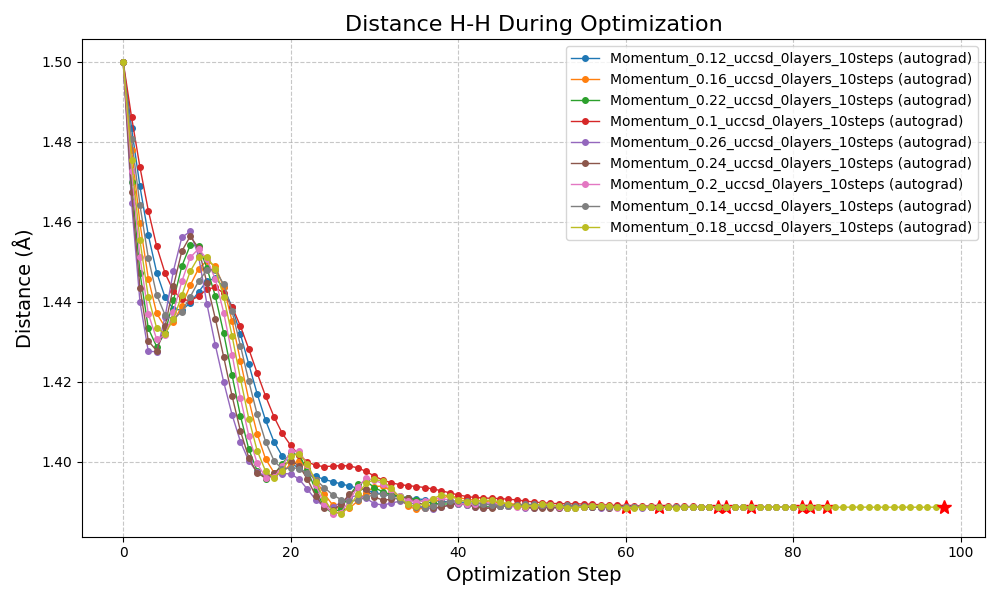 Distance H-H During Optimization
Distance (Å)
1.50
1.48
1.46
1.44
1.42
1.40
Momentum_0.12_uccsd_0layers_10steps (autograd)
Momentum_0.16_uccsd_0layers_10steps (autograd)
Momentum_0.22_uccsd_0layers_10steps (autograd)
Momentum_0.1_uccsd_0layers_10steps (autograd)
Momentum_0.26_uccsd_0layers_10steps (autograd)
Momentum_0.24_uccsd_0layers_10steps (autograd)
Momentum_0.2_uccsd_0layers_10steps (autograd)
Momentum_0.14_uccsd_0layers_10steps (autograd)
Momentum_0.18_uccsd_0layers_10steps (autograd)
0 20 40 60 80 100
Optimization Step